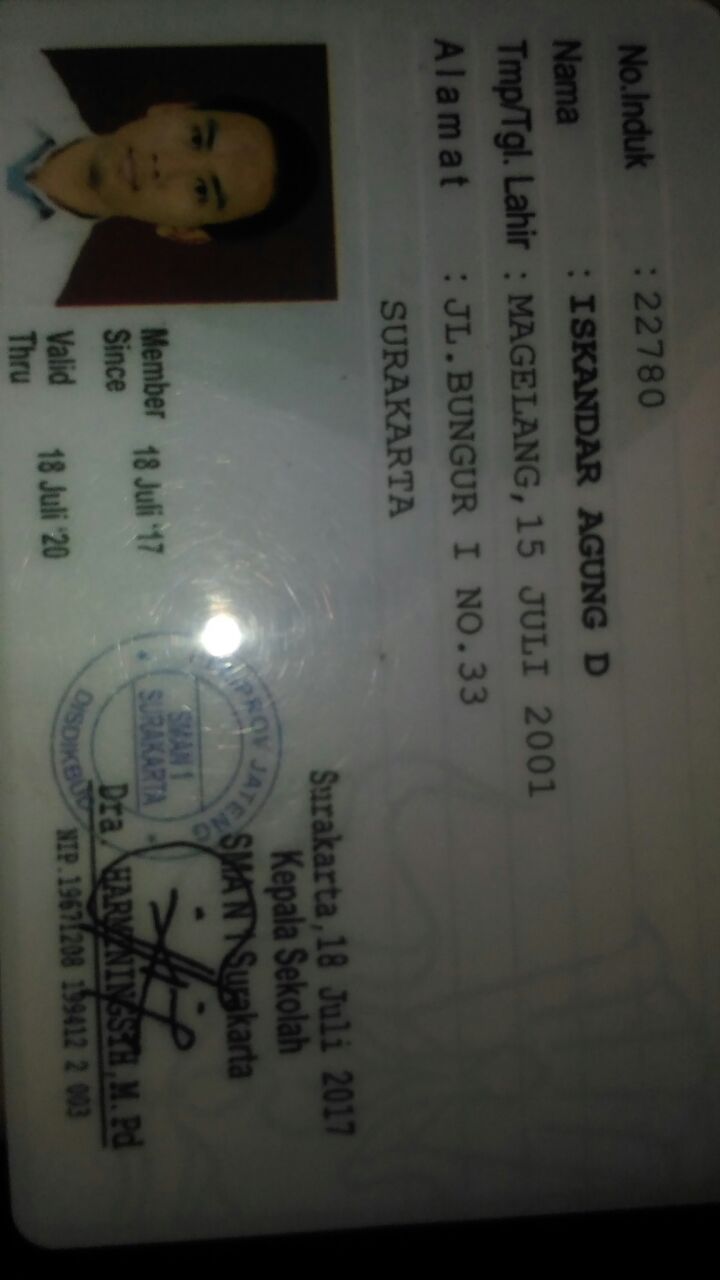 No.Induk : 22780
Nama : ISKANDAR AGUNG D
Tmp/Tgl. Lahir : MAGELANG,15 JULI 2001
Alamat : JL.BUNGUR I NO.33
SURAKARTA
Surakarta,18 Juli 2017
Kepala Sekolah
SMA N 1 Surakarta
PEMPROV JATENG
SMAN 1
SURAKARTA
DISDIKBUD
Dra. HARMININGSIH,M.Pd
NIP.19671208 199412 2 003
Member Since 18 Juli '17
Valid Thru 18 Juli '20